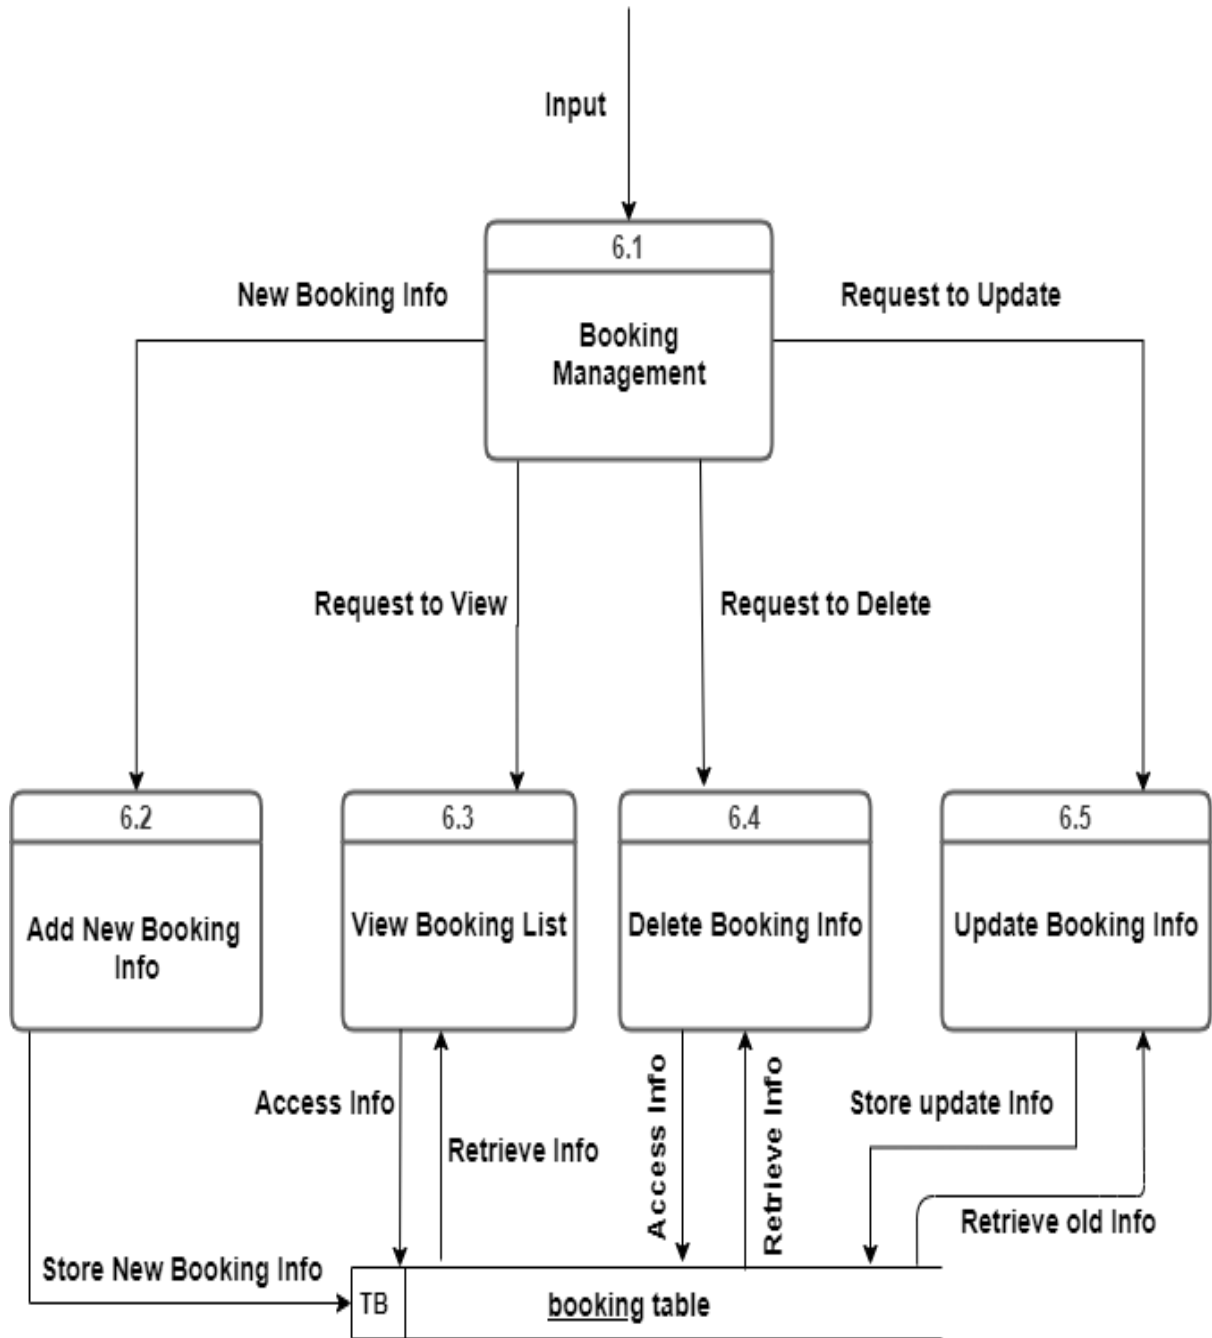 Input
6.1
New Booking Info
Request to Update
Booking
Management
Request to View
Request to Delete
6.2
6.3
6.4
6.5
Add New Booking
Info
View Booking List
Delete Booking Info
Update Booking Info
Access Info
Retrieve Info
Access Info
Retrieve Info
Store update Info
Retrieve old Info
Store New Booking Info
TB
booking table